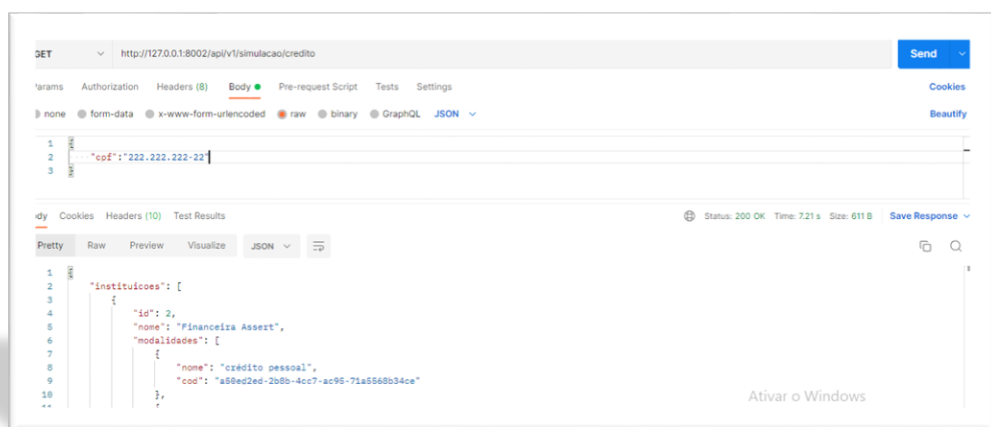 GET http://127.0.0.1:8002/api/v1/simulacao/credito Send
Params Authorization Headers (8) Body Pre-request Script Tests Settings Cookies
none form-data x-www-form-urlencoded raw binary GraphQL JSON Beautify
1 {
2 "cpf":"222.222.222-22"
3 }
Body Cookies Headers (10) Test Results Status: 200 OK Time: 7.21 s Size: 611 B Save Response
Pretty Raw Preview Visualize JSON
1 {
2 "instituicoes": [
3 {
4 "id": 2,
5 "nome": "Financeira Assert",
6 "modalidades": [
7 {
8 "nome": "crédito pessoal",
9 "cod": "a50ed2ed-2b8b-4cc7-ac95-71a5568b34ce"
10 },
Ativar o Windows